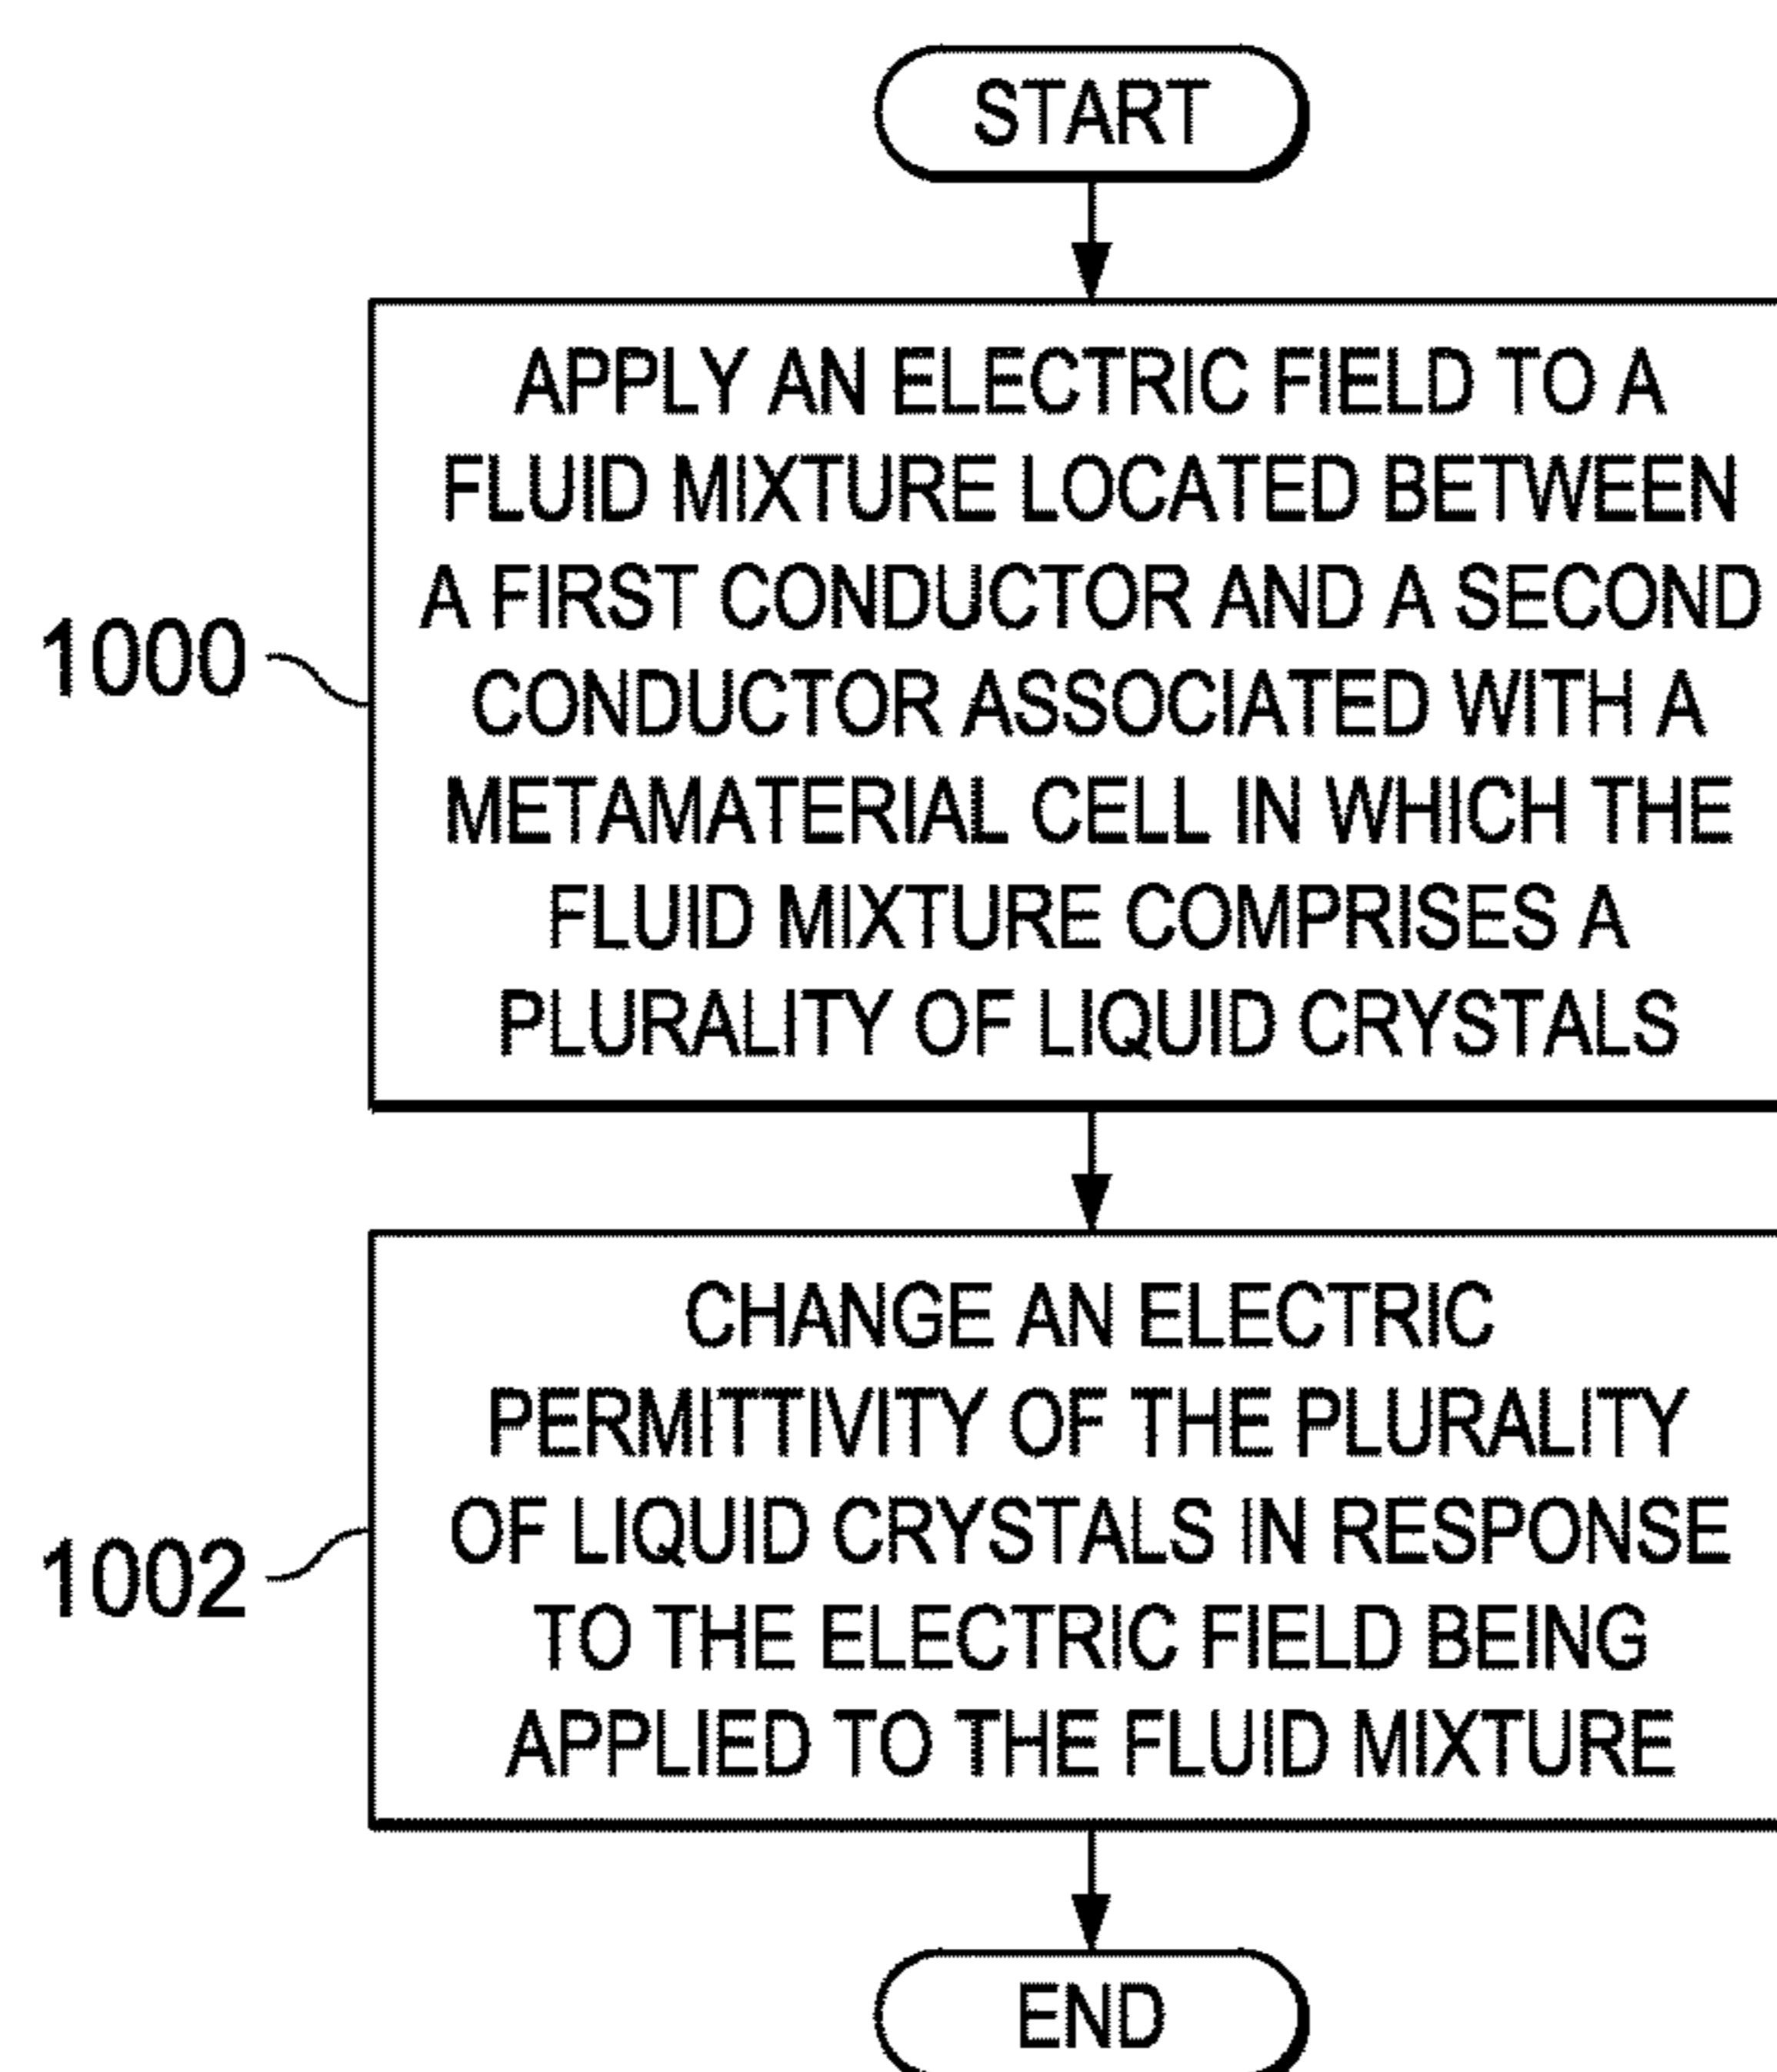 START
APPLY AN ELECTRIC FIELD TO A
FLUID MIXTURE LOCATED BETWEEN
A FIRST CONDUCTOR AND A SECOND
1000
CONDUCTOR ASSOCIATED WITH A
METAMATERIAL CELL IN WHICH THE
FLUID MIXTURE COMPRISES A
PLURALITY OF LIQUID CRYSTALS
CHANGE AN ELECTRIC
PERMITTIVITY OF THE PLURALITY
OF LIQUID CRYSTALS IN RESPONSE
1002
TO THE ELECTRIC FIELD BEING
APPLIED TO THE FLUID MIXTURE
END